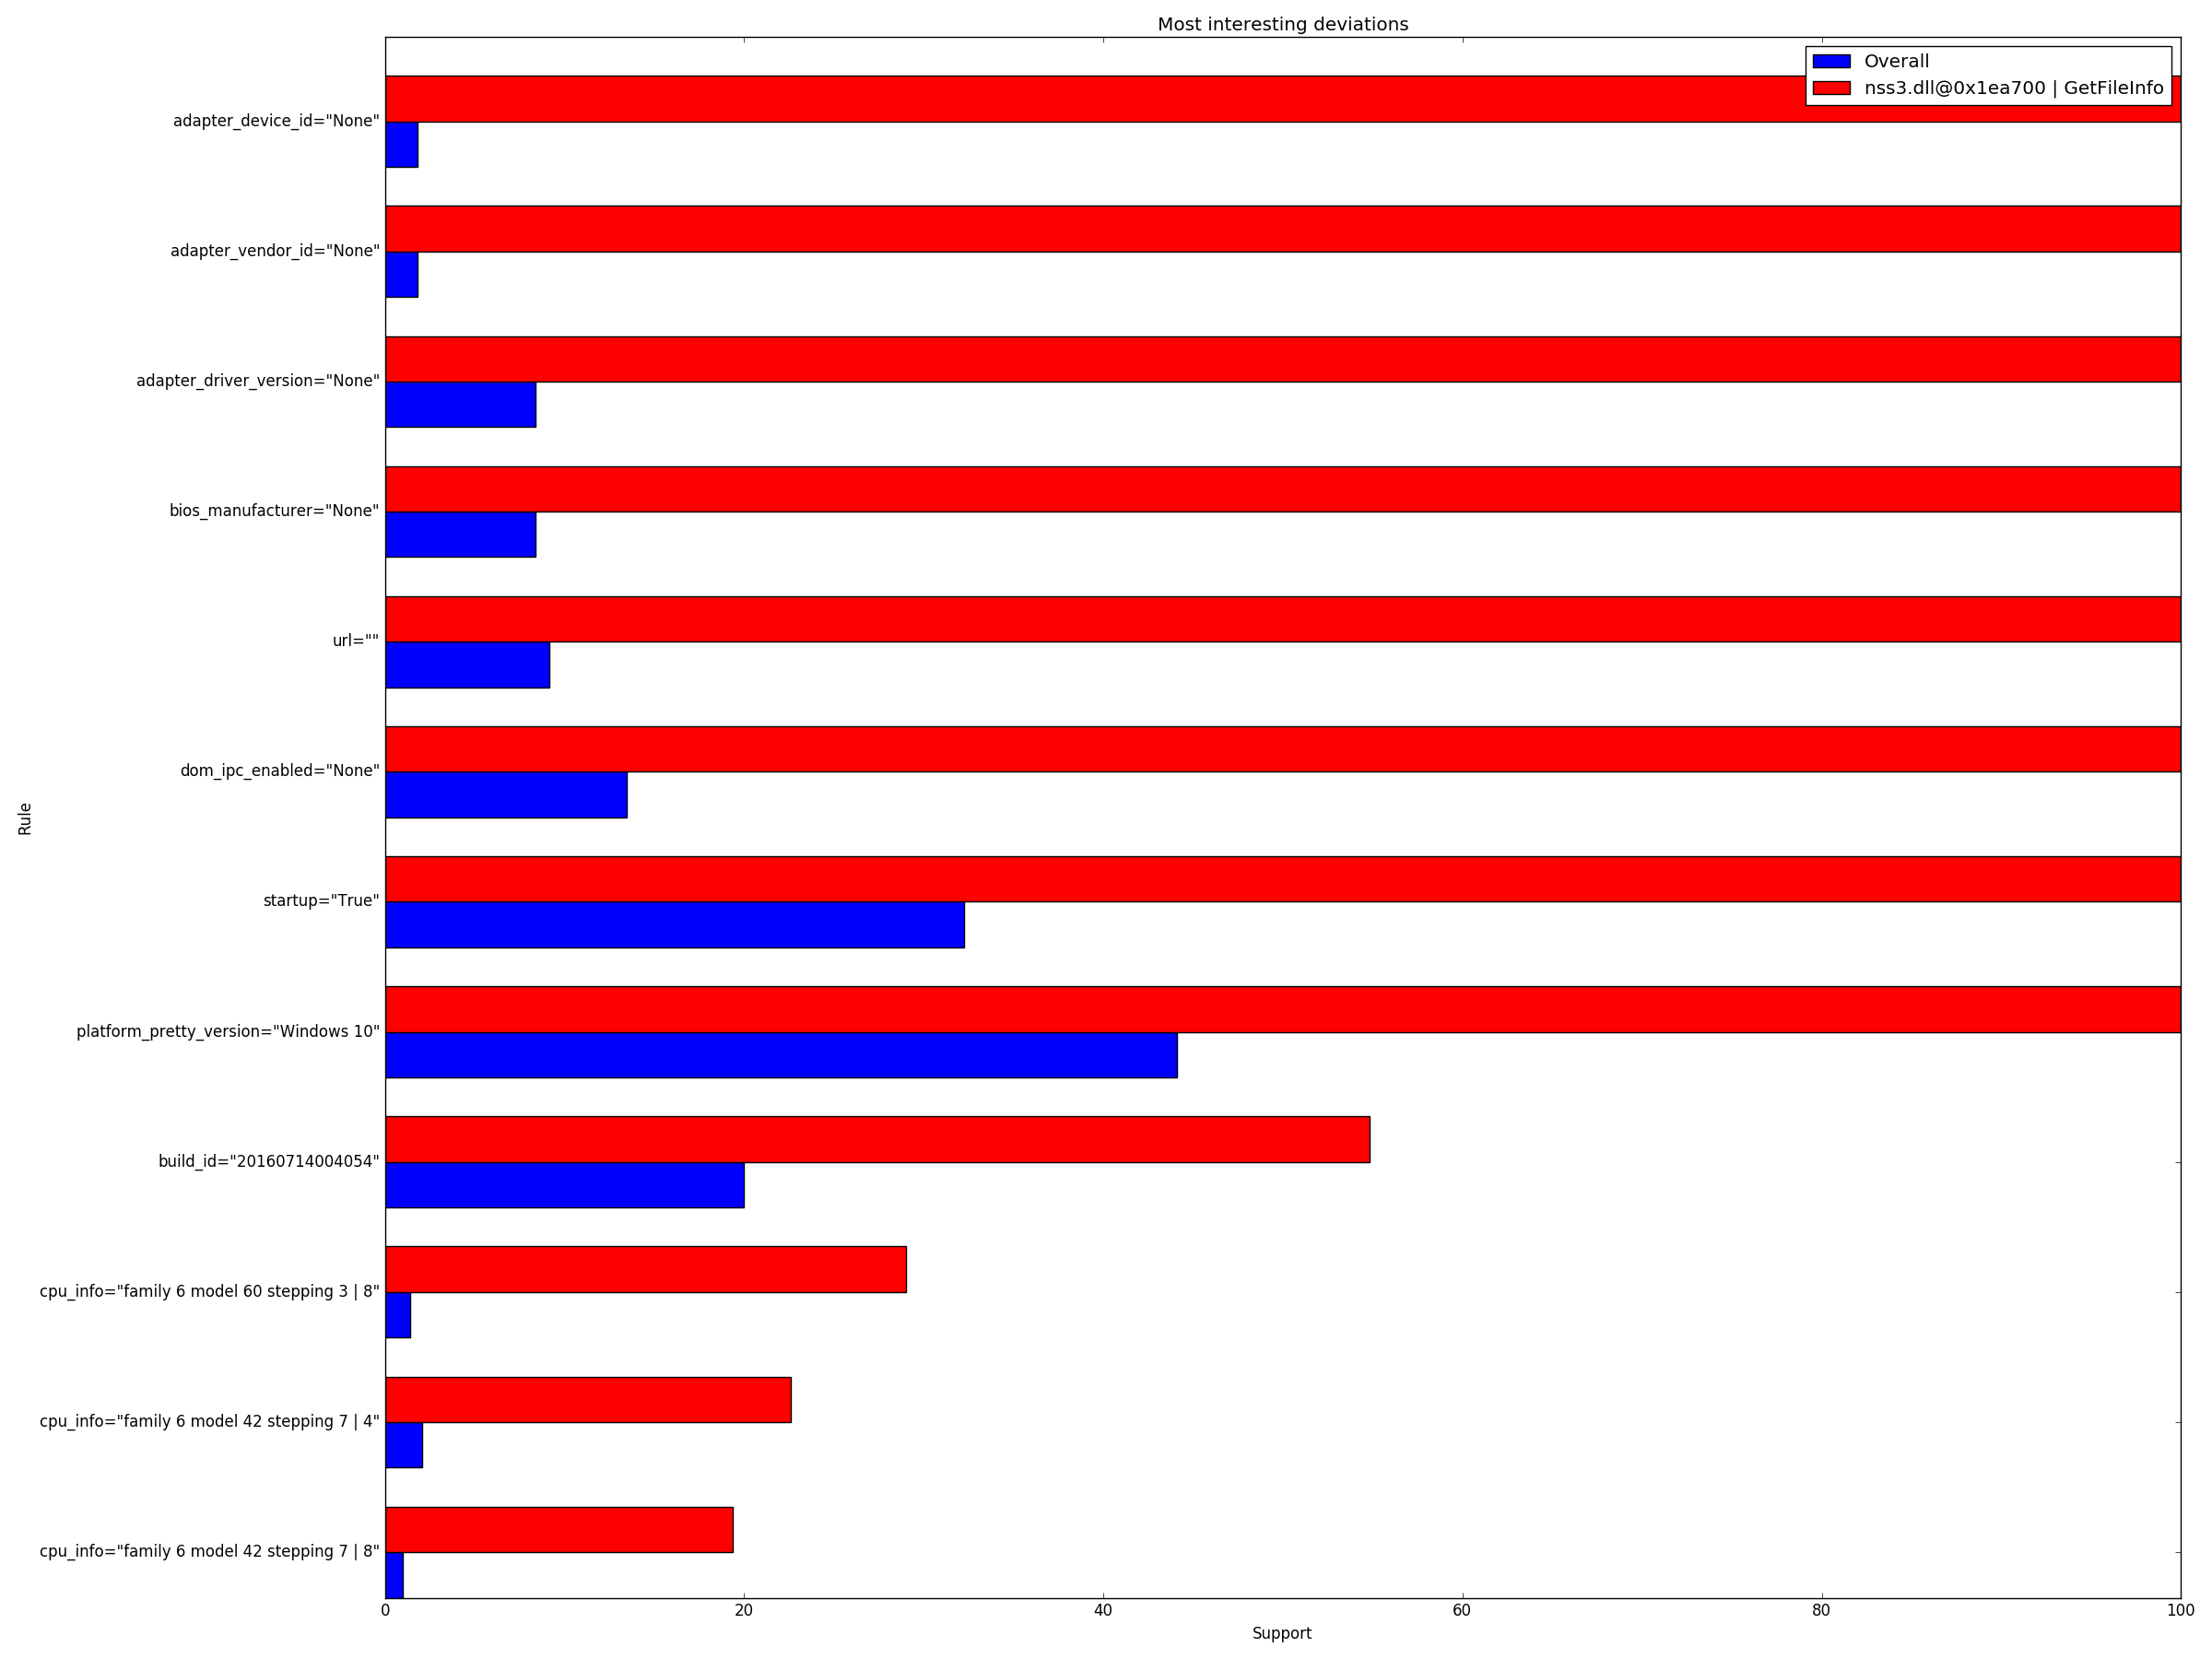 Most interesting deviations
Overall
nss3.dll@0x1ea700 | GetFileInfo
adapter_device_id="None"
adapter_vendor_id="None"
adapter_driver_version="None"
bios_manufacturer="None"
url=""
dom_ipc_enabled="None"
Rule
startup="True"
platform_pretty_version="Windows 10"
build_id="20160714004054"
cpu_info="family 6 model 60 stepping 3 | 8"
cpu_info="family 6 model 42 stepping 7 | 4"
cpu_info="family 6 model 42 stepping 7 | 8"
0 20 40 60 80 100
Support